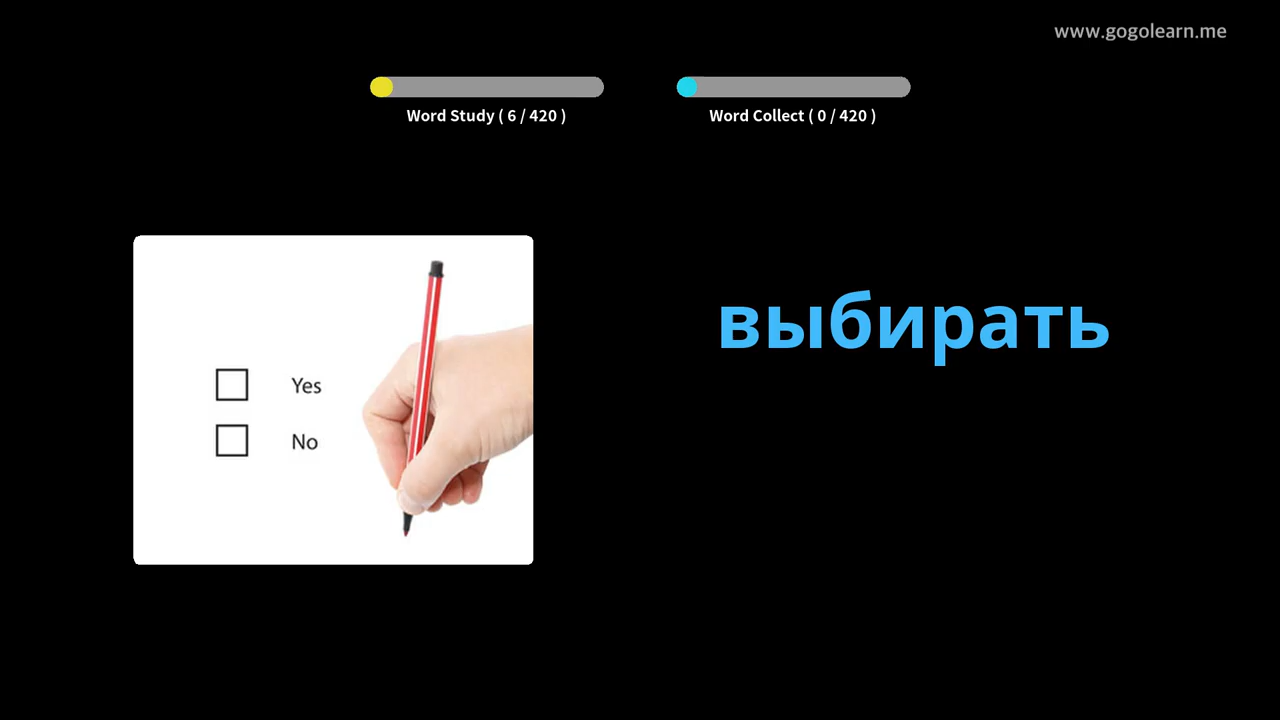 www.gogolearn.me
Word Study ( 6 / 420 )
Word Collect ( 0 / 420 )
выбирать
Yes
No